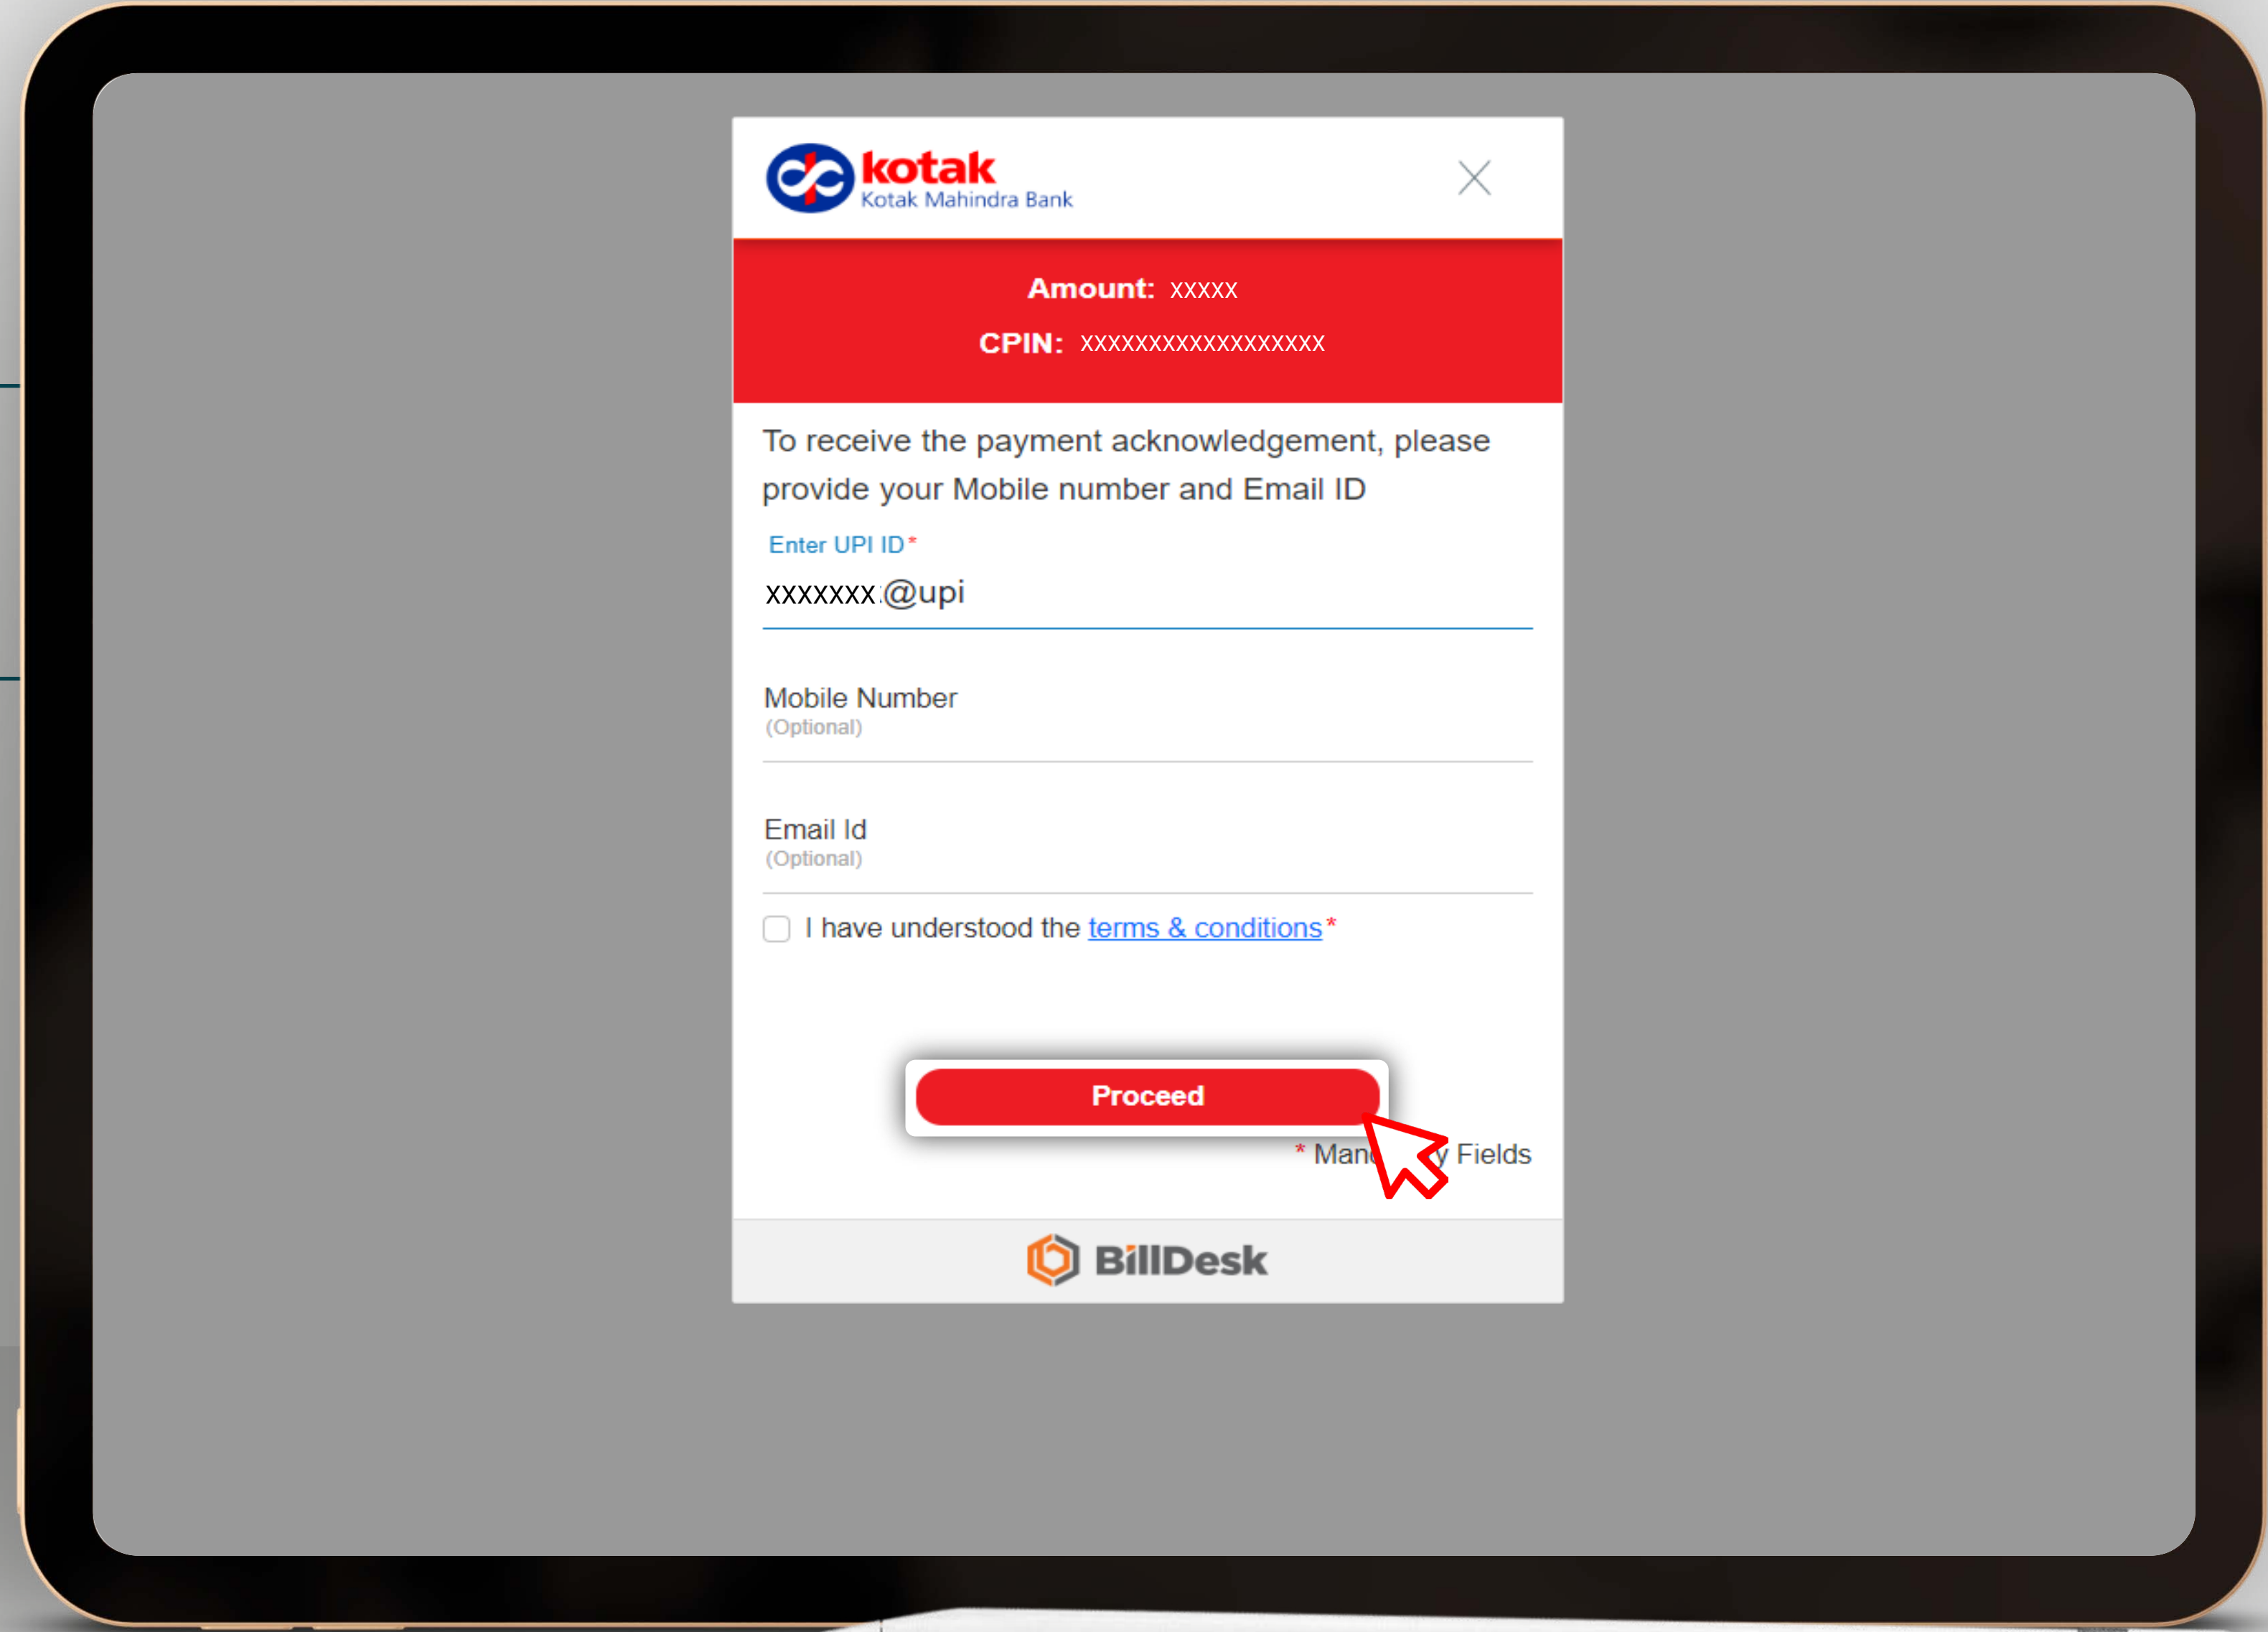 kotak
Kotak Mahindra Bank
Amount: XXXXX
CPIN: XXXXXXXXXXXXXXXXXX
To receive the payment acknowledgement, please
provide your Mobile number and Email ID
Enter UPI ID*
XXXXXXX @upi
Mobile Number
(Optional)
Email Id
(Optional)
I have understood the terms & conditions*
Proceed
* Fields
BillDesk